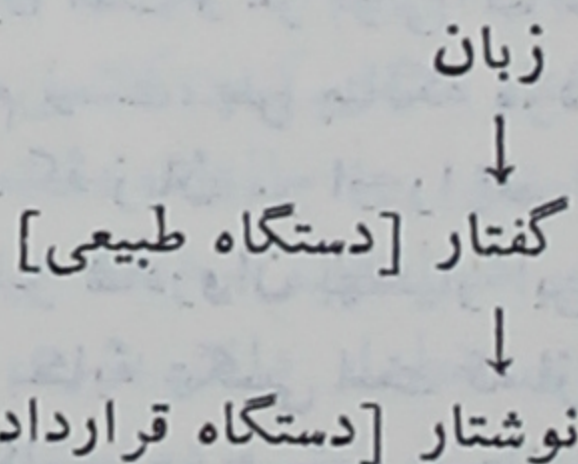 زبان
↓
گفتار [دستگاه طبیعی]
↓
نوشتار [دستگاه قرارداد